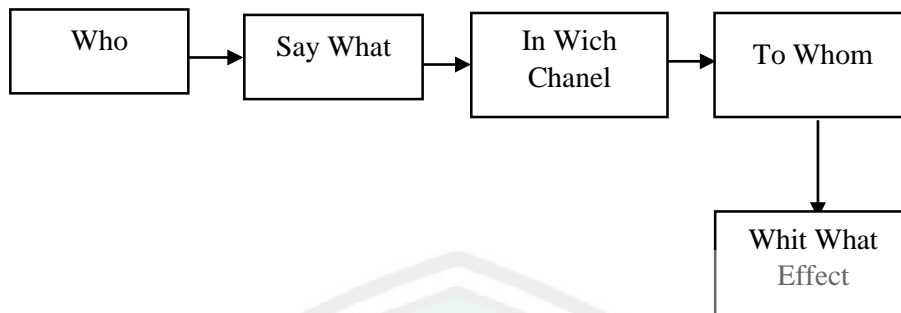 Who
Say What
In Wich
Chanel
To Whom
Whit What
Effect